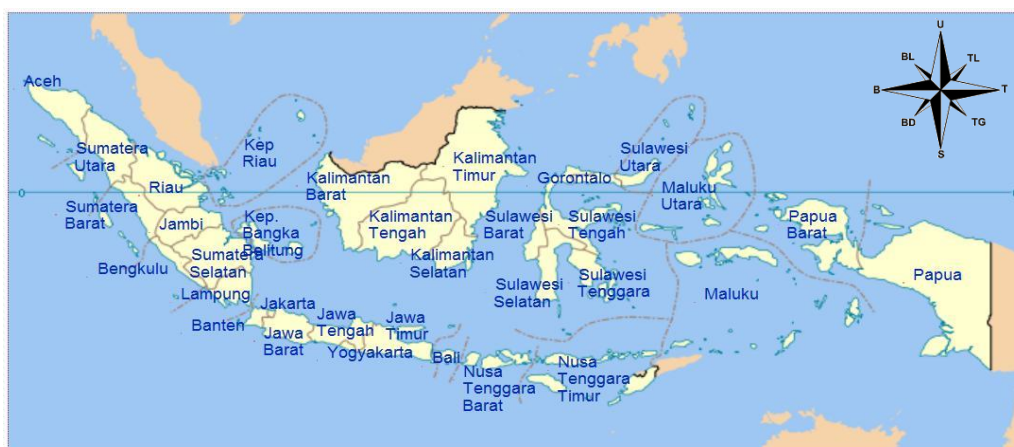 U
BL
TL
B
T
BD
TG
S
Aceh
Sumatera
Utara
Kep
Riau
Riau
0
Sumatera
Barat
Jambi
Kep.
Bangka
Belitung
Bengkulu
Sumatera
Selatan
Lampung
Kalimantan
Barat
Kalimantan
Timur
Kalimantan
Tengah
Kalimantan
Selatan
Gorontalo
Sulawesi
Utara
Sulawesi
Barat
Sulawesi
Tengah
Sulawesi
Selatan
Sulawesi
Tenggara
Maluku
Utara
Maluku
Papua
Barat
Papua
Banten
Jakarta
Jawa
Barat
Jawa
Tengah
Yogyakarta
Jawa
Timur
Bali
Nusa
Tenggara
Barat
Nusa
Tenggara
Timur